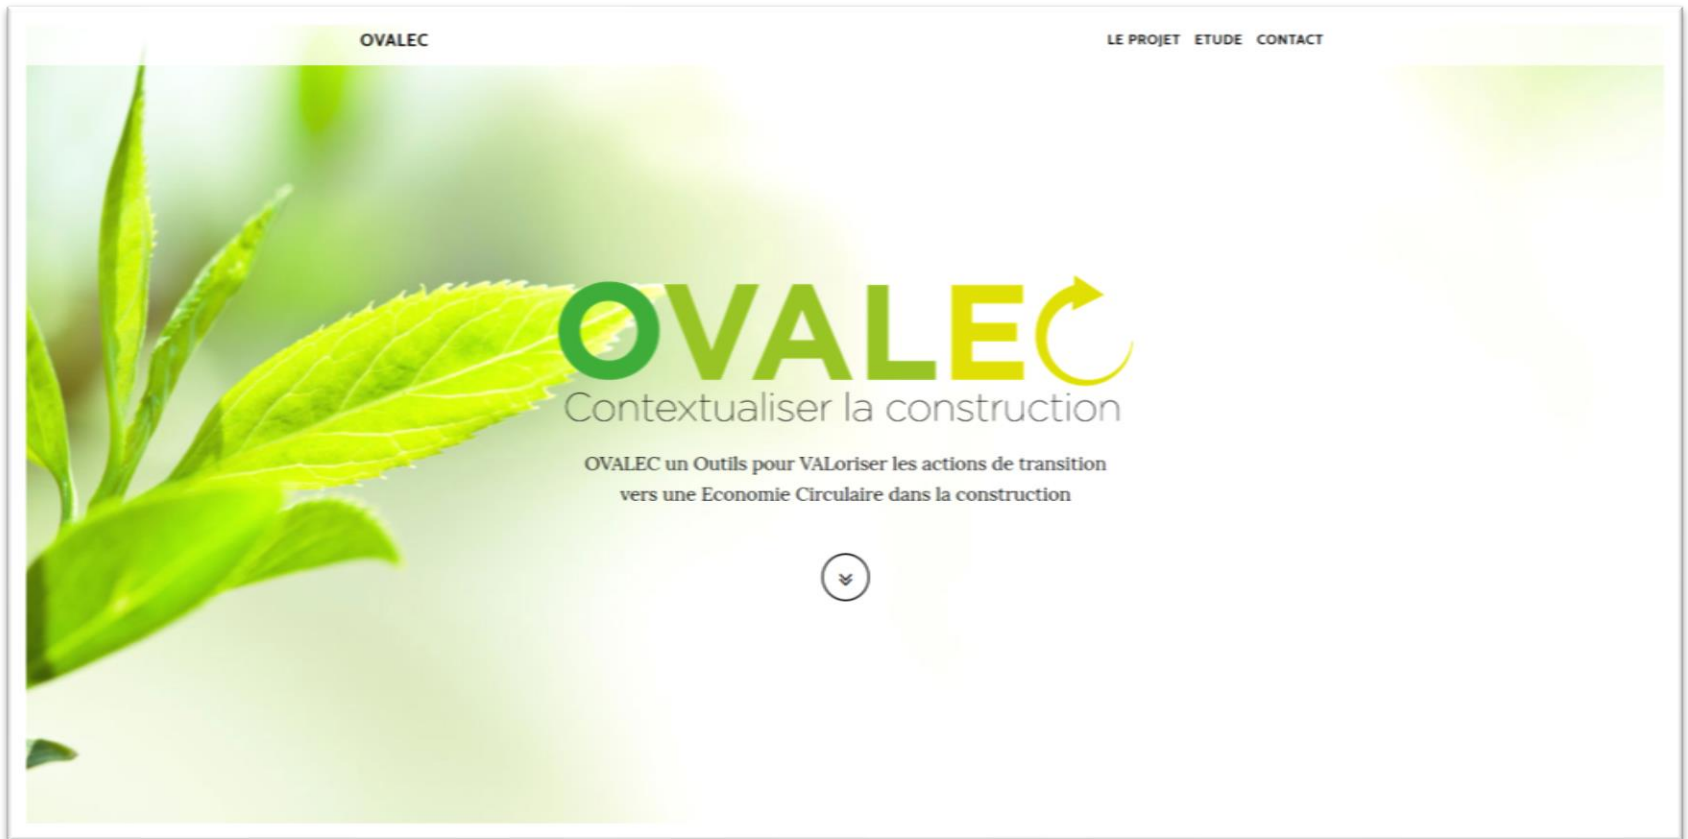 OVALEC
LE PROJET ETUDE CONTACT
OVALEC
Contextualiser la construction
OVALEC un Outils pour VALoriser les actions de transition
vers une Economie Circulaire dans la construction